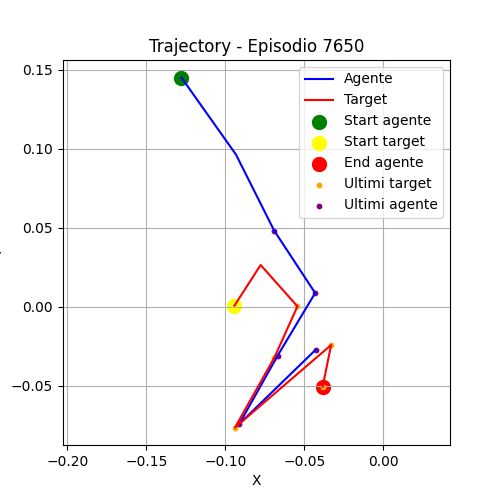 Trajectory - Episodio 7650
Agente
Target
Start agente
Start target
End agente
Ultimi target
Ultimi agente
0.15
0.10
0.05
0.00
−0.05
−0.20
−0.15
−0.10
−0.05
0.00
X